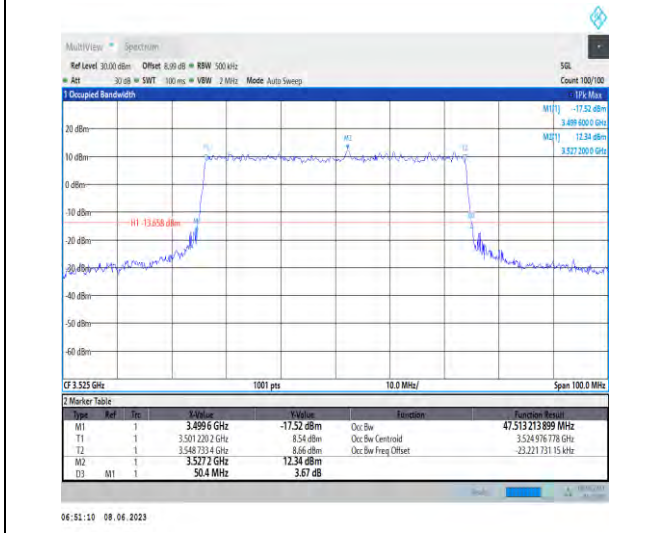 MultiView Spectrum
Ref Level 30.00 dBm Offset 8.99 dB RBW 500 kHz SGL
Att 30 dB SWT 100 ms VBW 2 MHz Mode Auto Sweep Count 100/100
1 Occupied Bandwidth 1Pk Max
M1[1] -17.52 dBm
3.499 600 0 GHz
M2[1] 12.34 dBm
3.527 200 0 GHz
20 dBm
M2
T2
10 dBm
0 dBm
-10 dBm
H1 -13.658 dBm
-20 dBm
-30 dBm
-40 dBm
-50 dBm
-60 dBm
CF 3.525 GHz 1001 pts 10.0 MHz/ Span 100.0 MHz
2 Marker Table
Type Ref Trc X-Value Y-Value Function Function Result
M1 1 3.499 6 GHz -17.52 dBm Occ Bw 47.513 213 899 MHz
T1 1 3.501 220 2 GHz 8.54 dBm Occ Bw Centroid 3.524 976 778 GHz
T2 1 3.548 733 4 GHz 8.66 dBm Occ Bw Freq Offset -23.221 731 15 kHz
M2 1 3.527 2 GHz 12.34 dBm
D3 M1 1 50.4 MHz 3.67 dB
06:51:10 08.06.2023